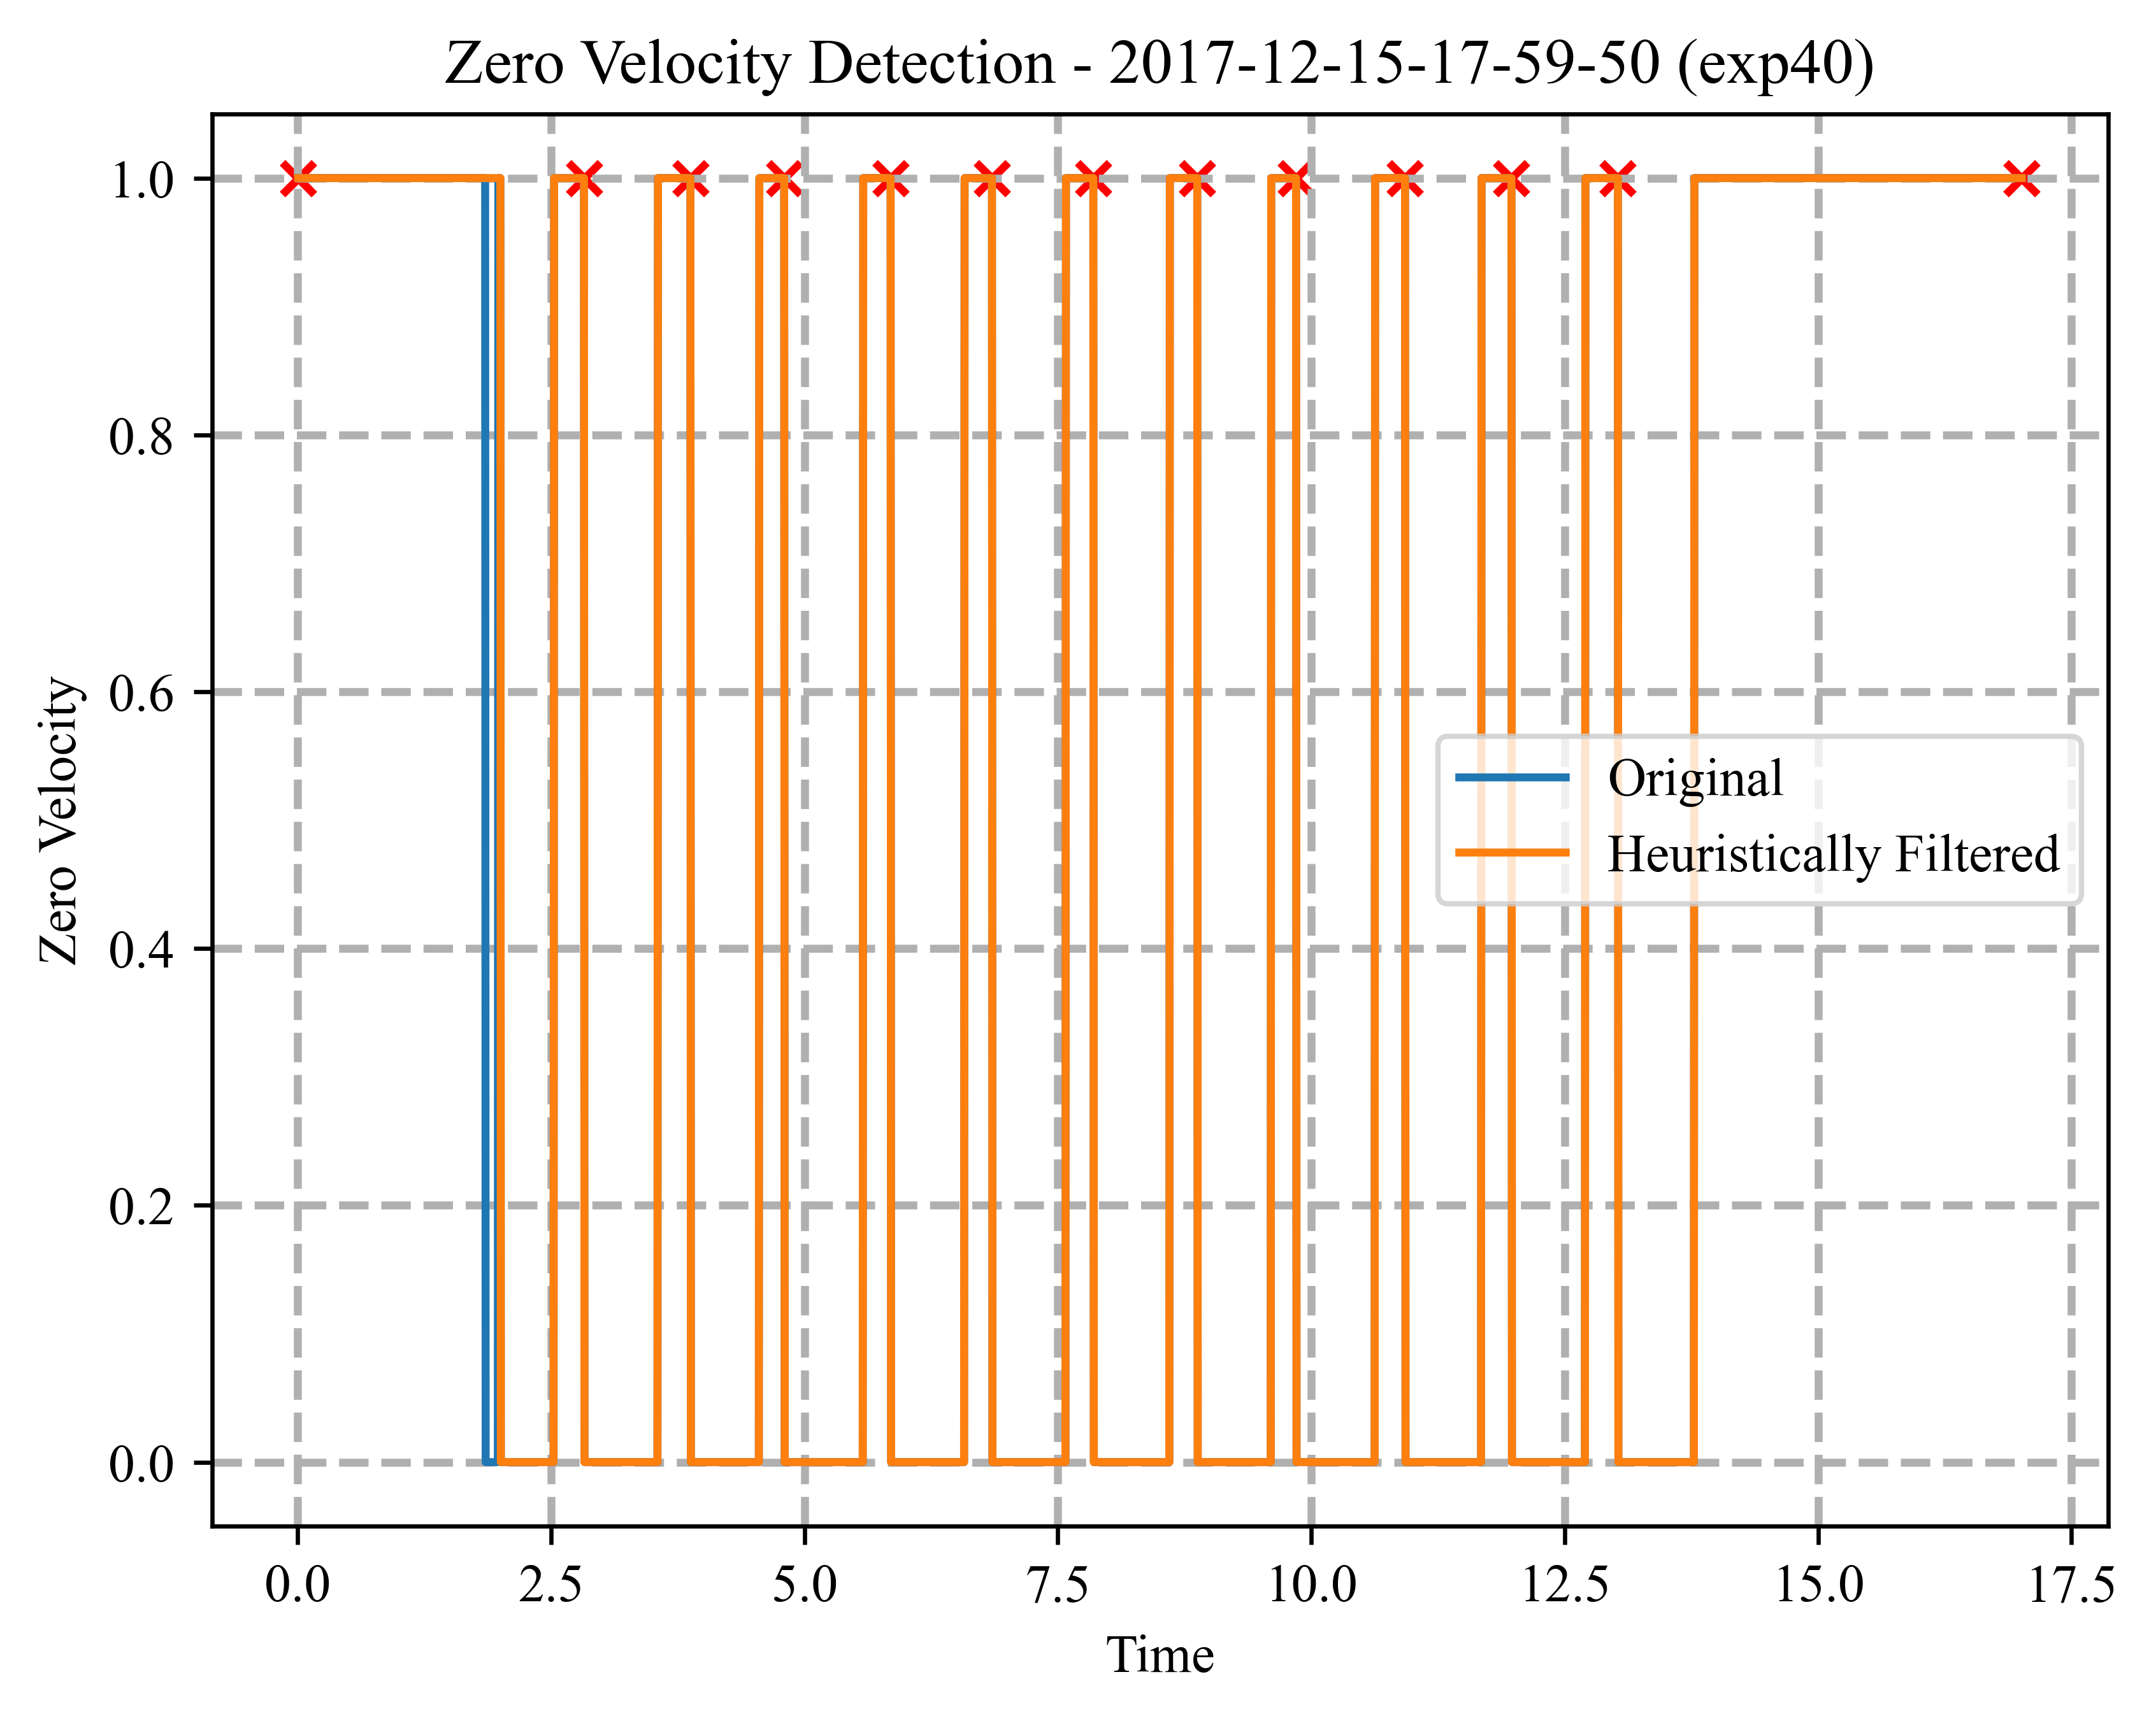 Zero Velocity Detection - 2017-12-15-17-59-50 (exp40)
1.0
0.8
0.6
0.4
0.2
0.0
Zero Velocity
Original
Heuristically Filtered
0.0 2.5 5.0 7.5 10.0 12.5 15.0 17.5
Time